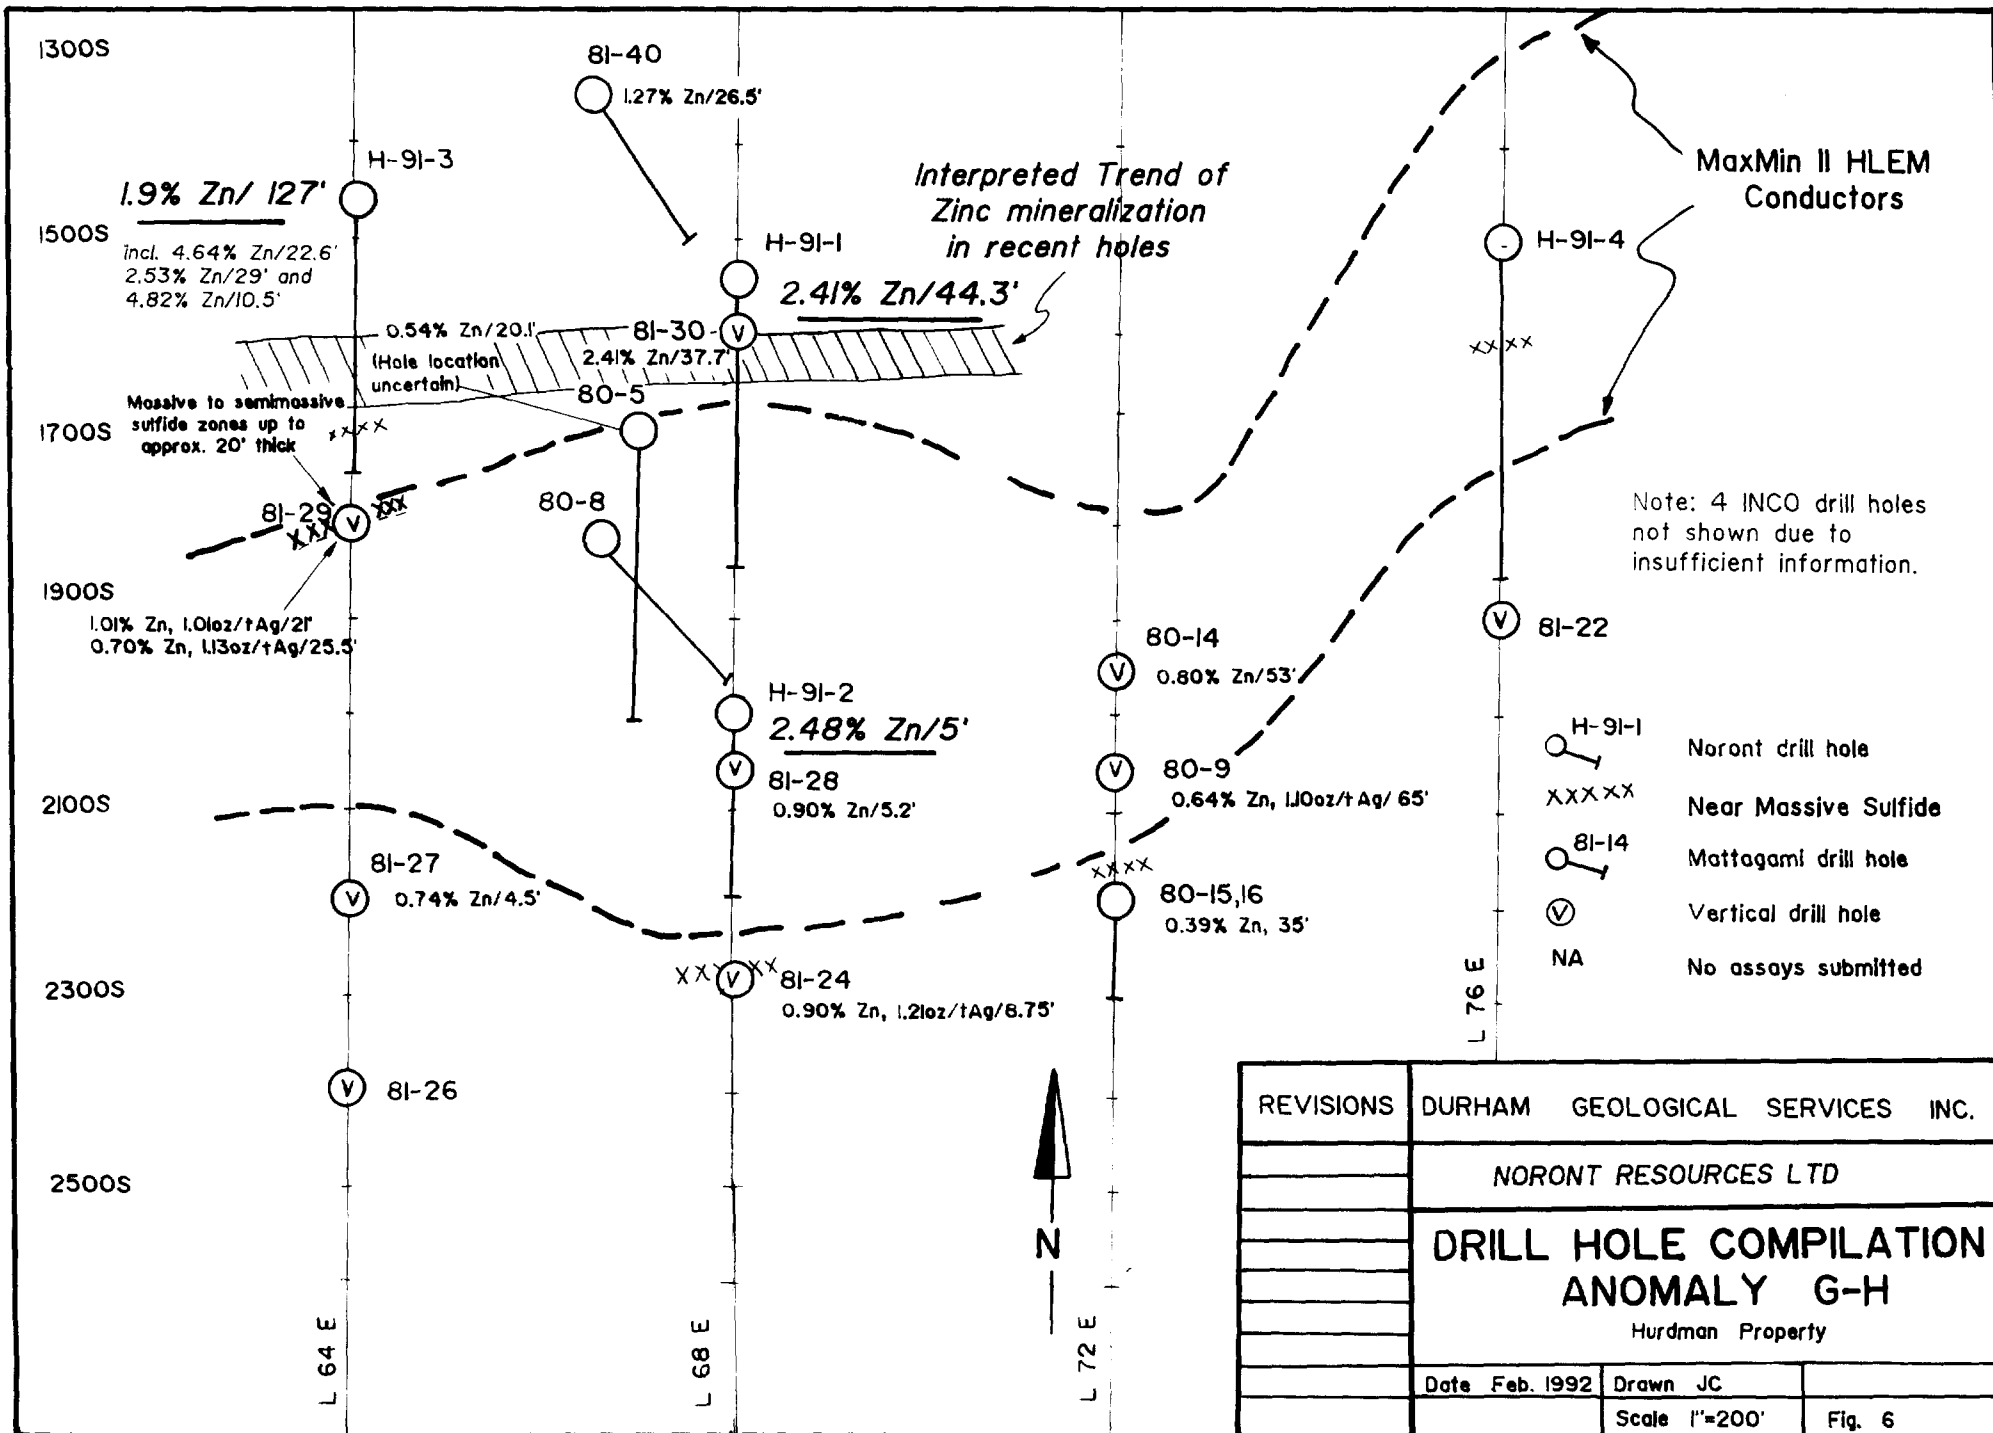 1300S
81-40
1.27% Zn/26.5'
H-91-3
1.9% Zn/ 127'
incl. 4.64% Zn/22.6'
2.53% Zn/29' and
4.82% Zn/10.5'
1500S
Interpreted Trend of
Zinc mineralization
in recent holes
MaxMin II HLEM
Conductors
H-91-1
2.41% Zn/44.3'
H-91-4
0.54% Zn/20.1'
(Hole location
uncertain)
81-30
2.41% Zn/37.7'
80-5
Massive to semimassive
sulfide zones up to
approx. 20' thick
1700S
xxxx
xxxx
81-29
V
XXX
XXX
80-8
Note: 4 INCO drill holes
not shown due to
insufficient information.
1900S
1.01% Zn, 1.01oz/tAg/21'
0.70% Zn, 1.13oz/tAg/25.5'
V
81-22
80-14
V
0.80% Zn/53'
H-91-2
2.48% Zn/5'
V
81-28
0.90% Zn/5.2'
V
80-9
0.64% Zn, 1.10oz/tAg/ 65'
2100S
81-27
V
0.74% Zn/4.5'
xxxx
80-15,16
0.39% Zn, 35'
2300S
XXX
V
XX
81-24
0.90% Zn, 1.21oz/tAg/8.75'
V
81-26
2500S
H-91-1
Noront drill hole
XXXXX
Near Massive Sulfide
81-14
Mattagami drill hole
V
Vertical drill hole
NA
No assays submitted
L 64 E
L 68 E
L 72 E
L 76 E
N
REVISIONS
DURHAM GEOLOGICAL SERVICES INC.
NORONT RESOURCES LTD
DRILL HOLE COMPILATION
ANOMALY G-H
Hurdman Property
Date Feb. 1992
Drawn JC
Scale 1"=200'
Fig. 6